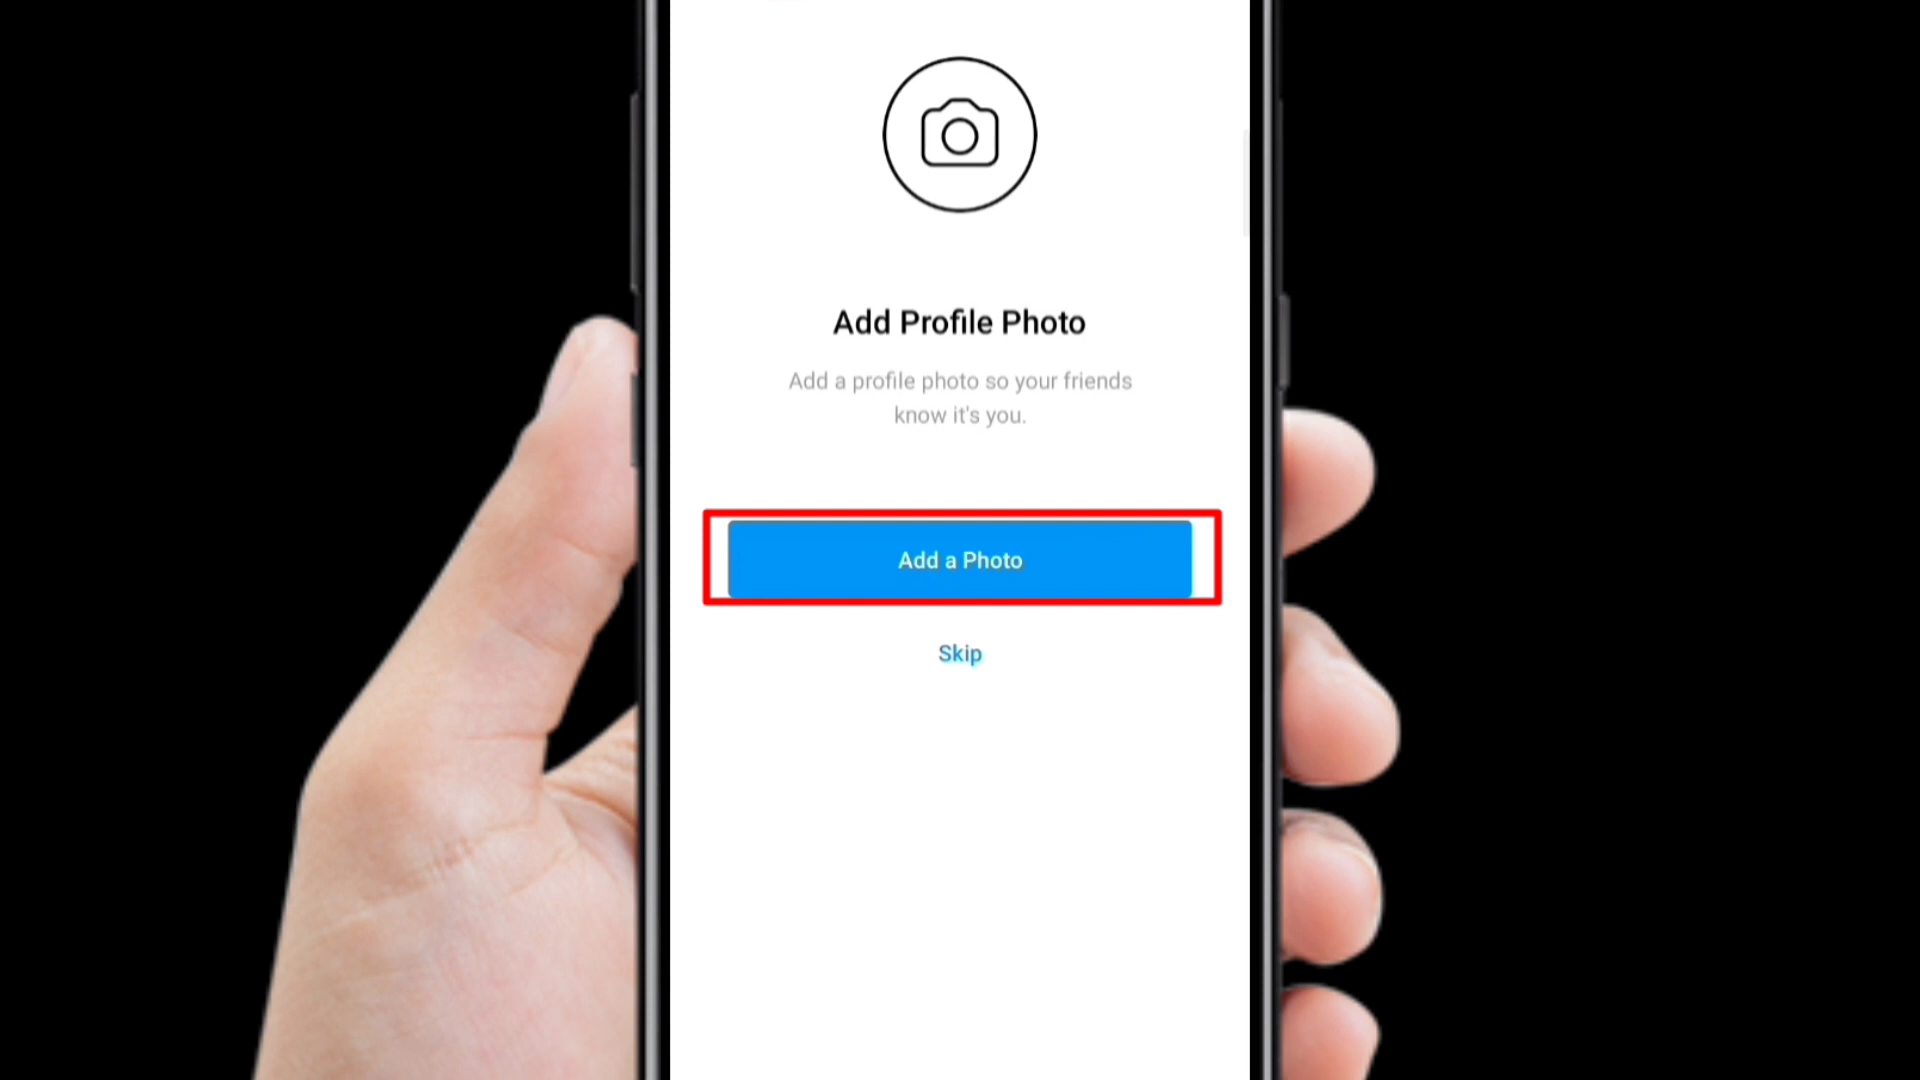 Add Profile Photo
Add a profile photo so your friends
know it's you.
Add a Photo
Skip